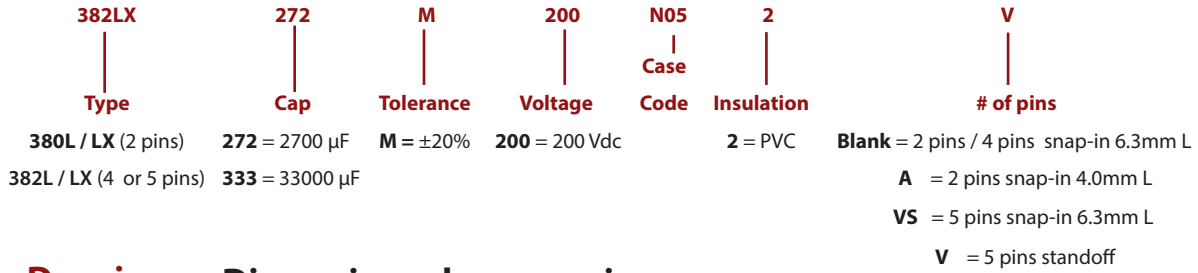 382LX 272 M 200 N05 2 V
Case
Type Cap Tolerance Voltage Code Insulation # of pins
380L / LX (2 pins) 272 = 2700 µF M = ±20% 200 = 200 Vdc 2 = PVC Blank = 2 pins / 4 pins snap-in 6.3mm L
382L / LX (4 or 5 pins) 333 = 33000 µF A = 2 pins snap-in 4.0mm L
VS = 5 pins snap-in 6.3mm L
V = 5 pins standoff